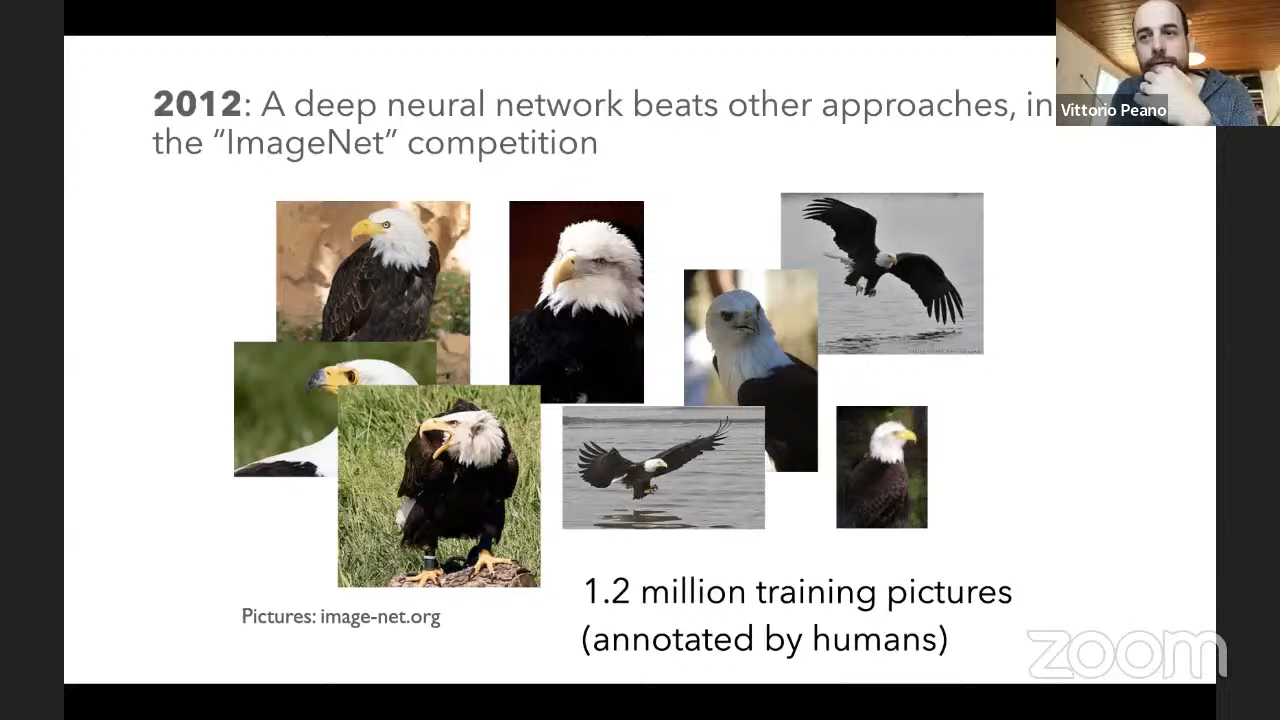 2012: A deep neural network beats other approaches, in
the “ImageNet” competition
Vittorio Peano
Pictures: image-net.org
1.2 million training pictures
(annotated by humans)
zoom